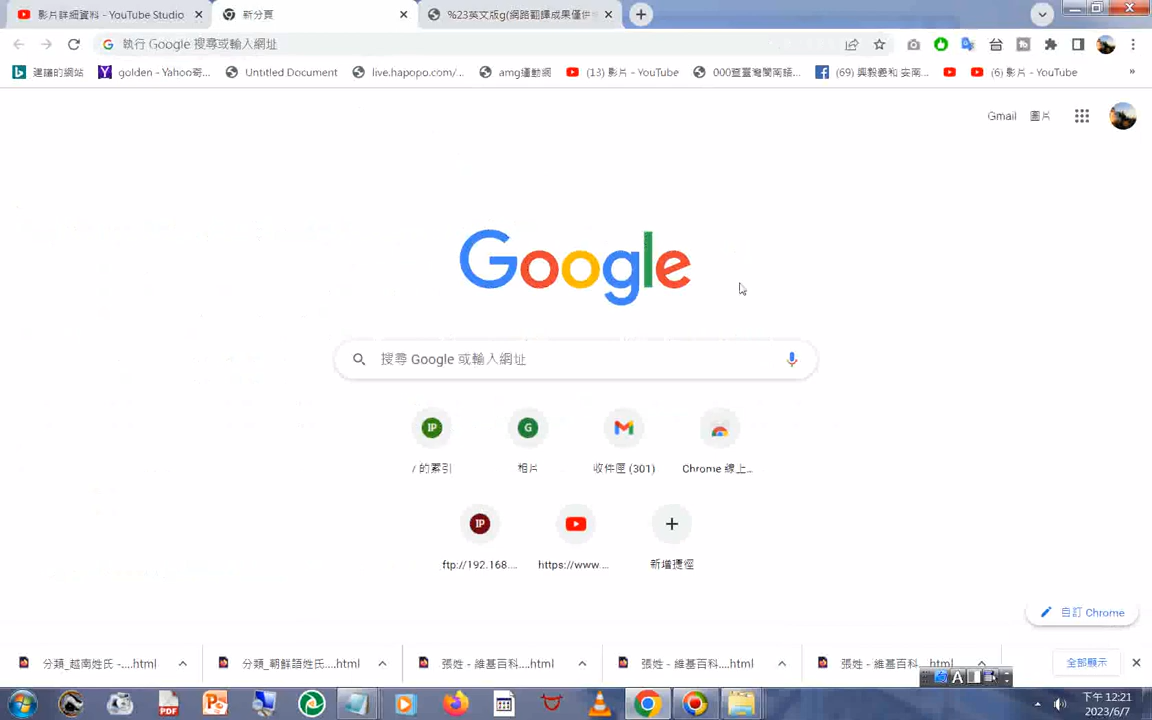 影片詳細資料 - YouTube Studio
新分頁
%23英文版g(網路翻譯成果僅供
執行 Google 搜尋或輸入網址
建議的網站
golden - Yahoo奇...
Untitled Document
live.hapopo.com/...
amg運動網
(13) 影片 - YouTube
000查臺灣閩南語...
(69) 興毅義和 安南...
(6) 影片 - YouTube
»
Gmail
圖片
Google
搜尋 Google 或輸入網址
IP
G
/ 的索引
相片
收件匣 (301)
Chrome 線上...
IP
ftp://192.168....
https://www....
新增捷徑
自訂 Chrome
分類_越南姓氏 -....html
分類_朝鮮語姓氏....html
張姓 - 維基百科....html
張姓 - 維基百科....html
張姓 - 維基百科....html
全部顯示
A
PDF
下午 12:21
2023/6/7